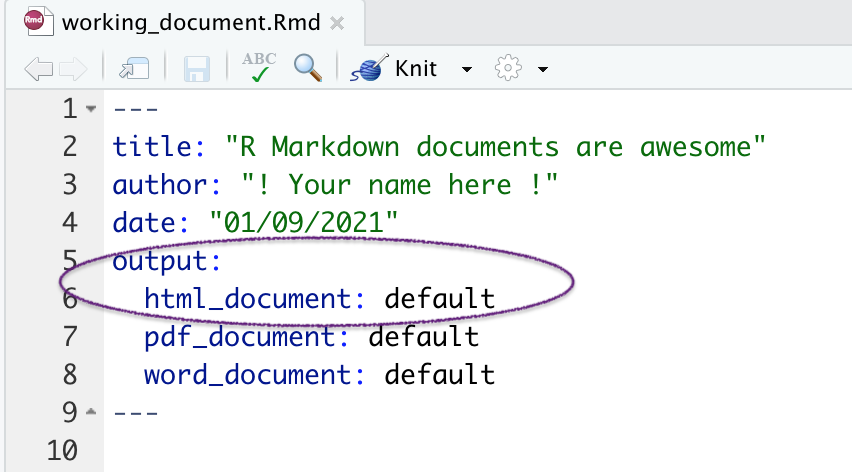 Rmd working_document.Rmd ×
ABC Knit
1 ---
2 title: "R Markdown documents are awesome"
3 author: "! Your name here !"
4 date: "01/09/2021"
5 output:
6   html_document: default
7   pdf_document: default
8   word_document: default
9 ---
10